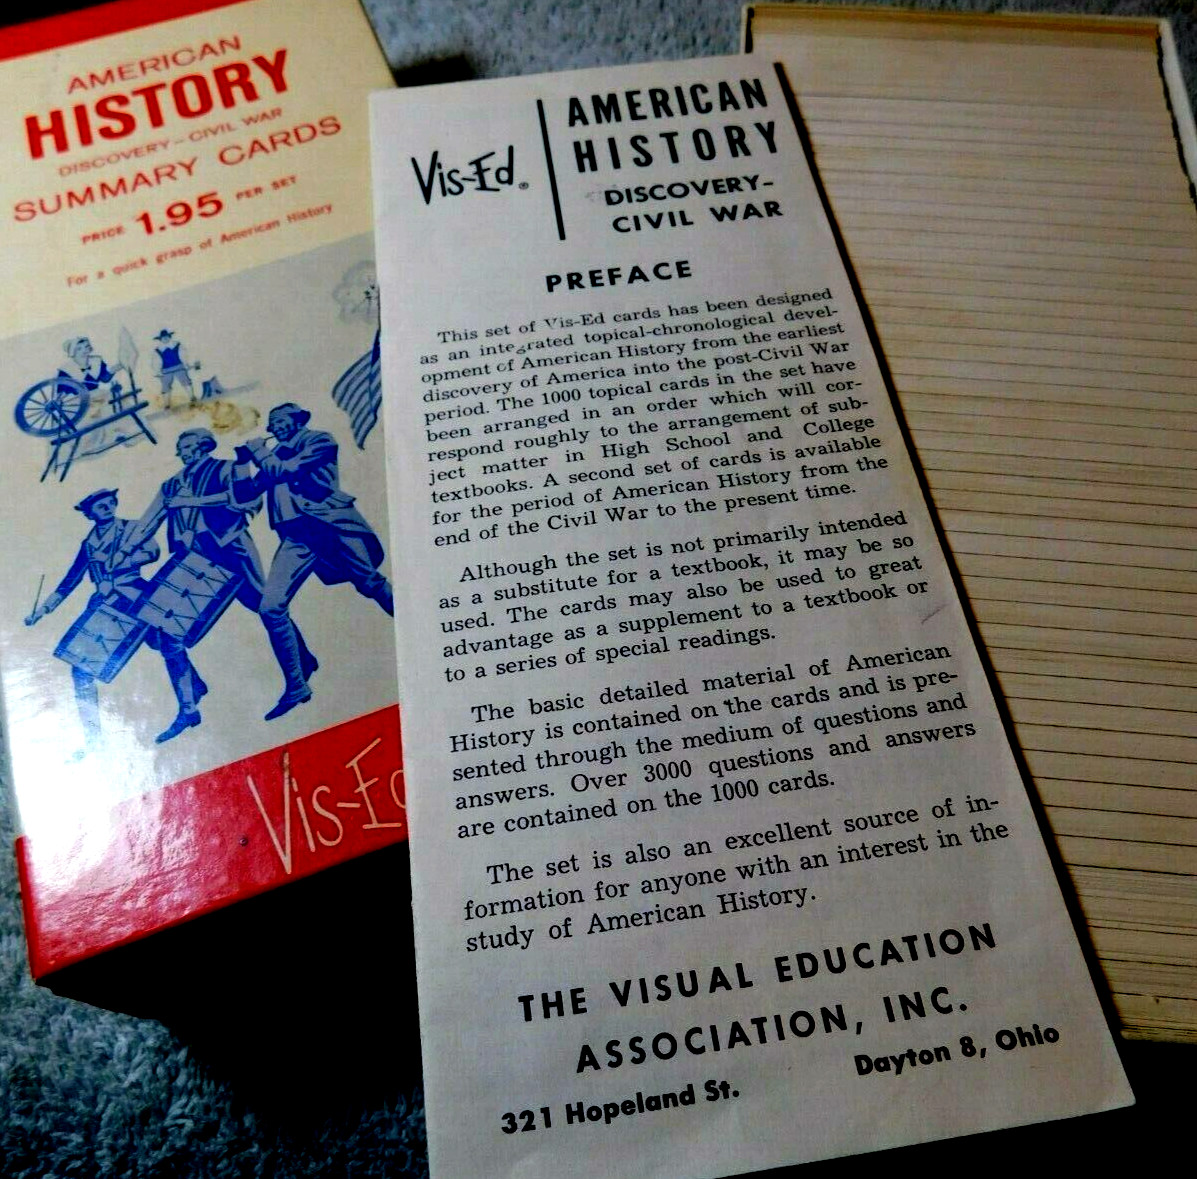 AMERICAN
HISTORY
DISCOVERY-CIVIL WAR
SUMMARY CARDS
PRICE 1.95 PER SET
For a quick grasp of American History
Vis-Ed
Vis-Ed®
AMERICAN
HISTORY
DISCOVERY-
CIVIL WAR
PREFACE
This set of Vis-Ed cards has been designed
as an integrated topical-chronological devel-
opment of American History from the earliest
discovery of America into the post-Civil War
period. The 1000 topical cards in the set have
been arranged in an order which will cor-
respond roughly to the arrangement of sub-
ject matter in High School and College
textbooks. A second set of cards is available
for the period of American History from the
end of the Civil War to the present time.
Although the set is not primarily intended
as a substitute for a textbook, it may be so
used. The cards may also be used to great
advantage as a supplement to a textbook or
to a series of special readings.
The basic detailed material of American
History is contained on the cards and is pre-
sented through the medium of questions and
answers. Over 3000 questions and answers
are contained on the 1000 cards.
The set is also an excellent source of in-
formation for anyone with an interest in the
study of American History.
THE VISUAL EDUCATION
ASSOCIATION, INC.
321 Hopeland St. Dayton 8, Ohio